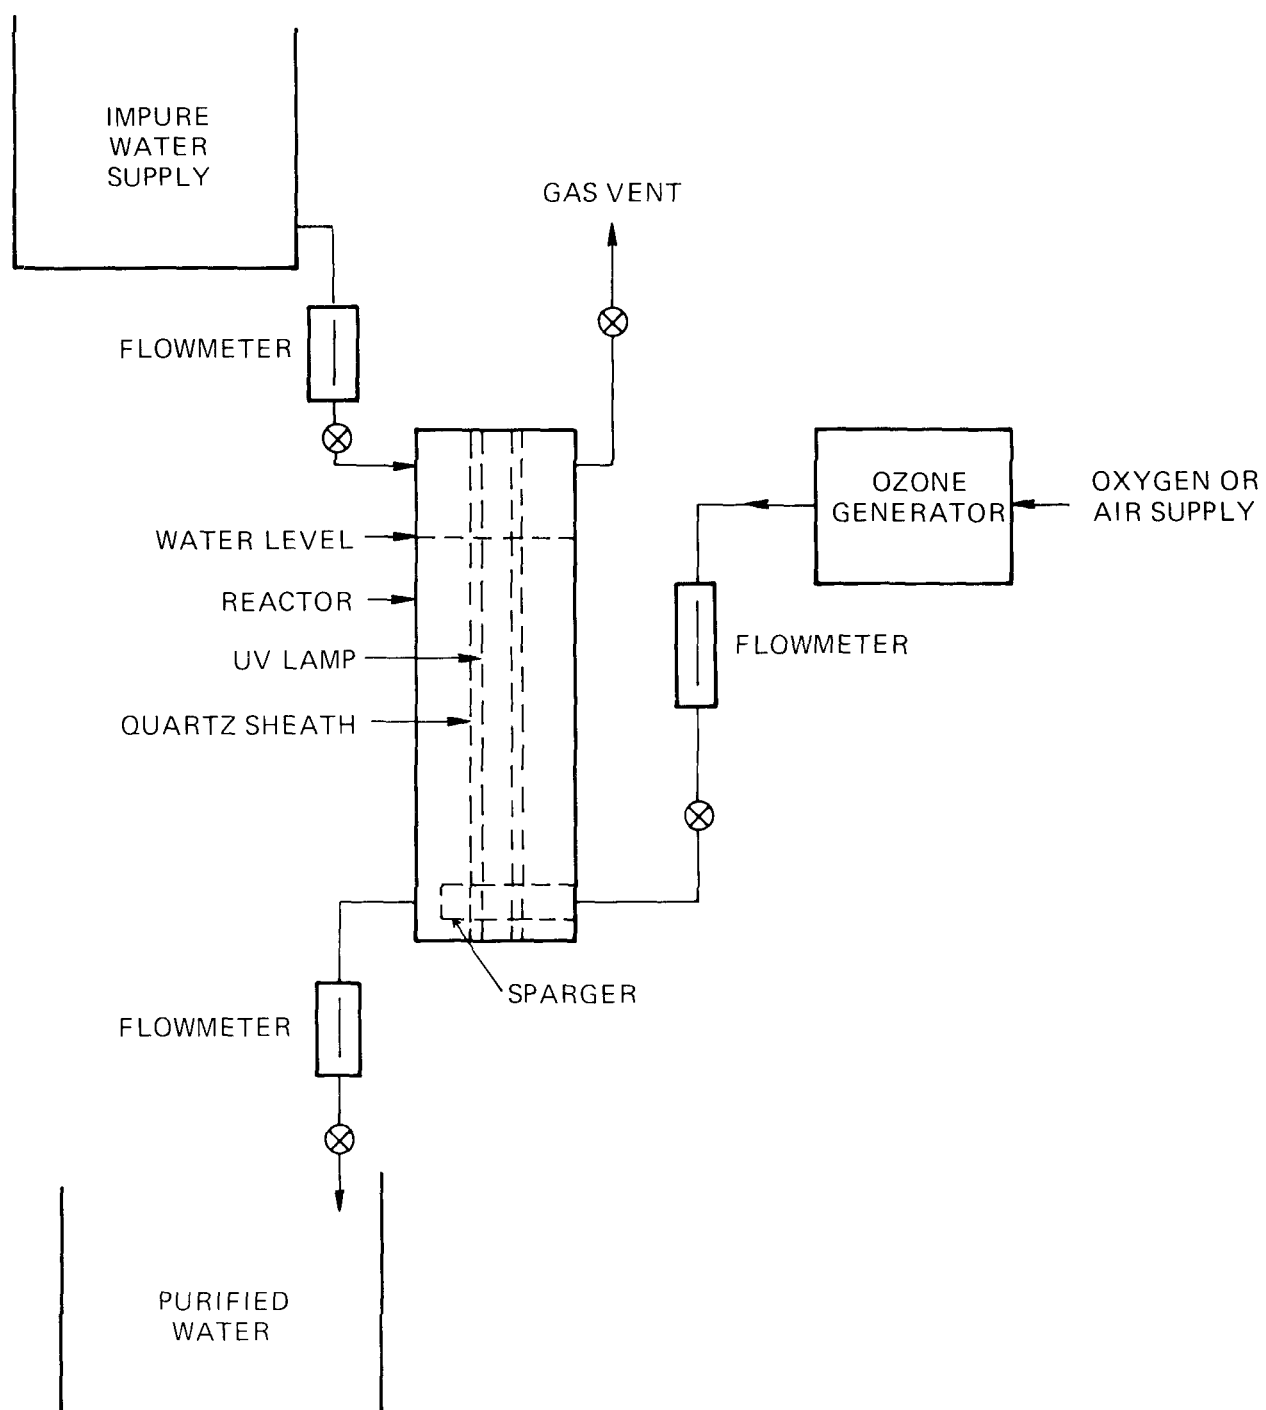 IMPURE
WATER
SUPPLY
GAS VENT
FLOWMETER
OZONE
GENERATOR
OXYGEN OR
AIR SUPPLY
WATER LEVEL
REACTOR
FLOWMETER
UV LAMP
QUARTZ SHEATH
SPARGER
FLOWMETER
PURIFIED
WATER